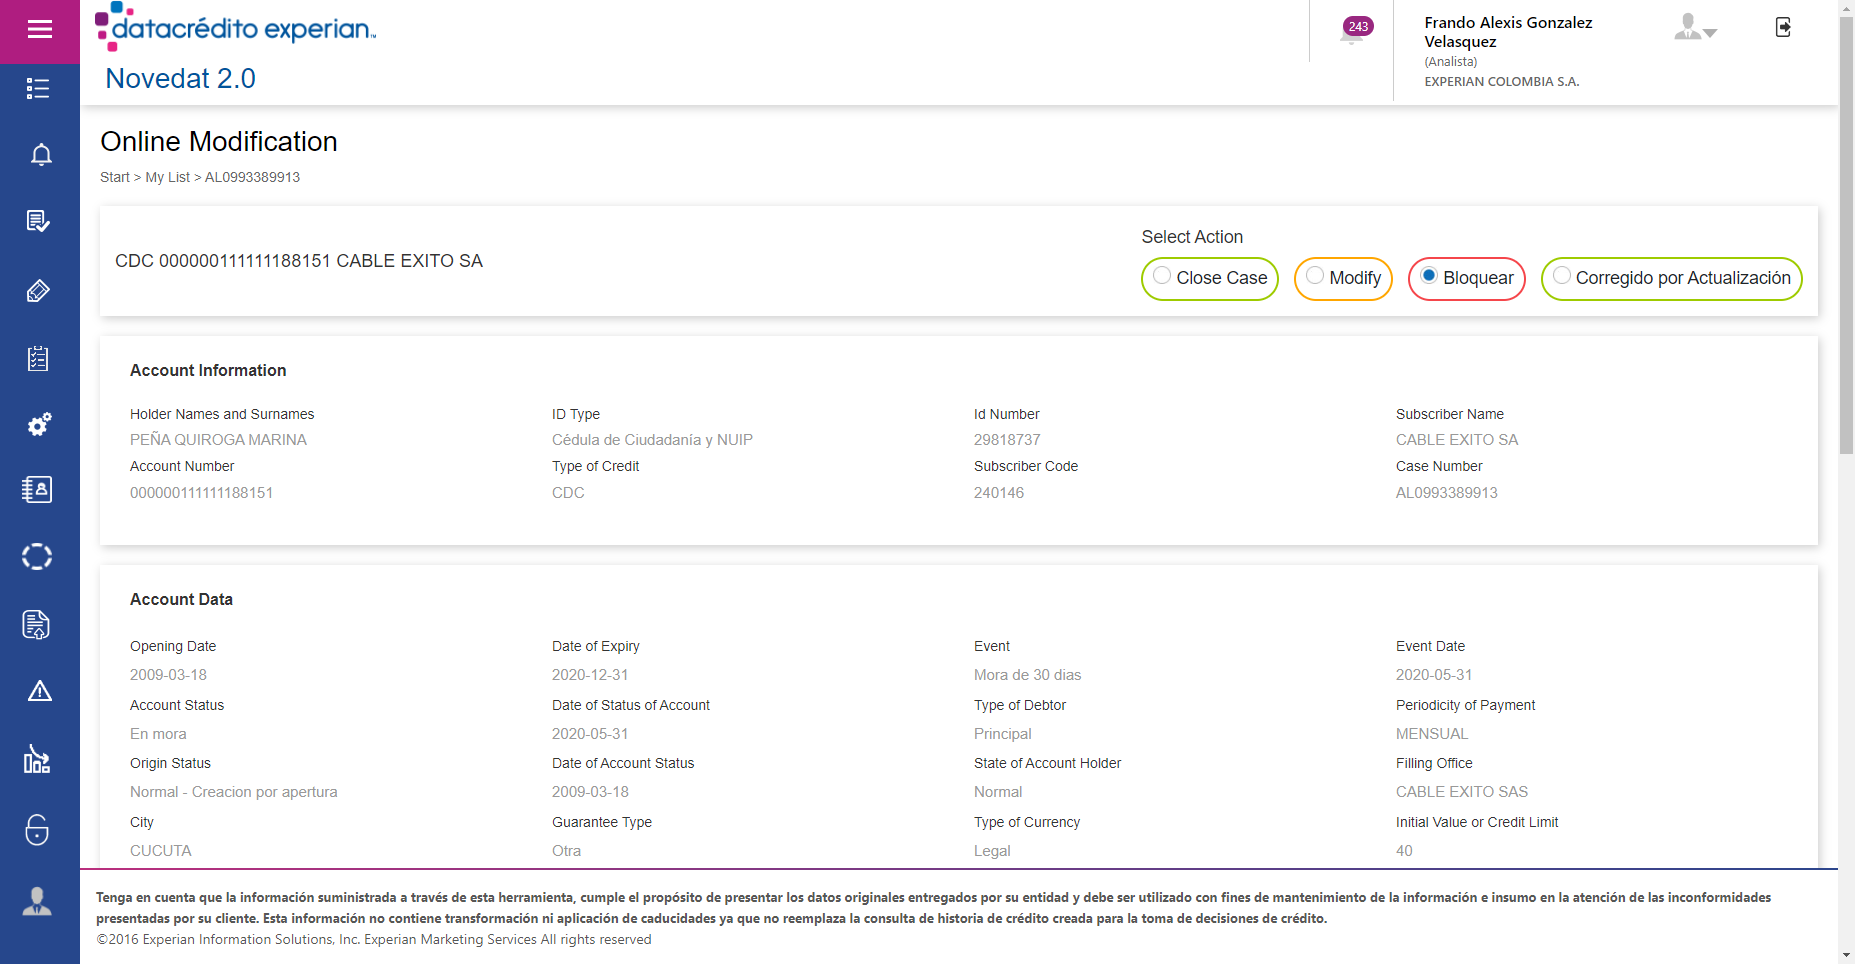 datacrédito experian™
Novedat 2.0
243
Frando Alexis Gonzalez
Velasquez
(Analista)
EXPERIAN COLOMBIA S.A.
Online Modification
Start > My List > AL0993389913
CDC 000000111111188151 CABLE EXITO SA
Select Action
Close Case Modify Bloquear Corregido por Actualización
Account Information
Holder Names and Surnames ID Type Id Number Subscriber Name
PEÑA QUIROGA MARINA Cédula de Ciudadanía y NUIP 29818737 CABLE EXITO SA
Account Number Type of Credit Subscriber Code Case Number
000000111111188151 CDC 240146 AL0993389913
Account Data
Opening Date Date of Expiry Event Event Date
2009-03-18 2020-12-31 Mora de 30 dias 2020-05-31
Account Status Date of Status of Account Type of Debtor Periodicity of Payment
En mora 2020-05-31 Principal MENSUAL
Origin Status Date of Account Status State of Account Holder Filling Office
Normal - Creacion por apertura 2009-03-18 Normal CABLE EXITO SAS
City Guarantee Type Type of Currency Initial Value or Credit Limit
CUCUTA Otra Legal 40
Tenga en cuenta que la información suministrada a través de esta herramienta, cumple el propósito de presentar los datos originales entregados por su entidad y debe ser utilizado con fines de mantenimiento de la información e insumo en la atención de las inconformidades
presentadas por su cliente. Esta información no contiene transformación ni aplicación de caducidades ya que no reemplaza la consulta de historia de crédito creada para la toma de decisiones de crédito.
©2016 Experian Information Solutions, Inc. Experian Marketing Services All rights reserved